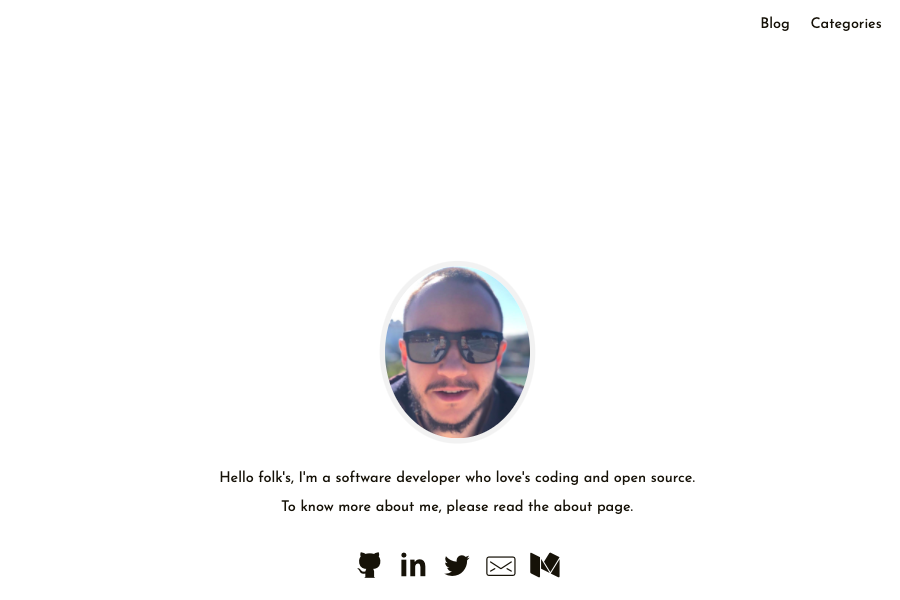 Blog Categories
Hello folk's, I'm a software developer who love's coding and open source.
To know more about me, please read the about page.
in